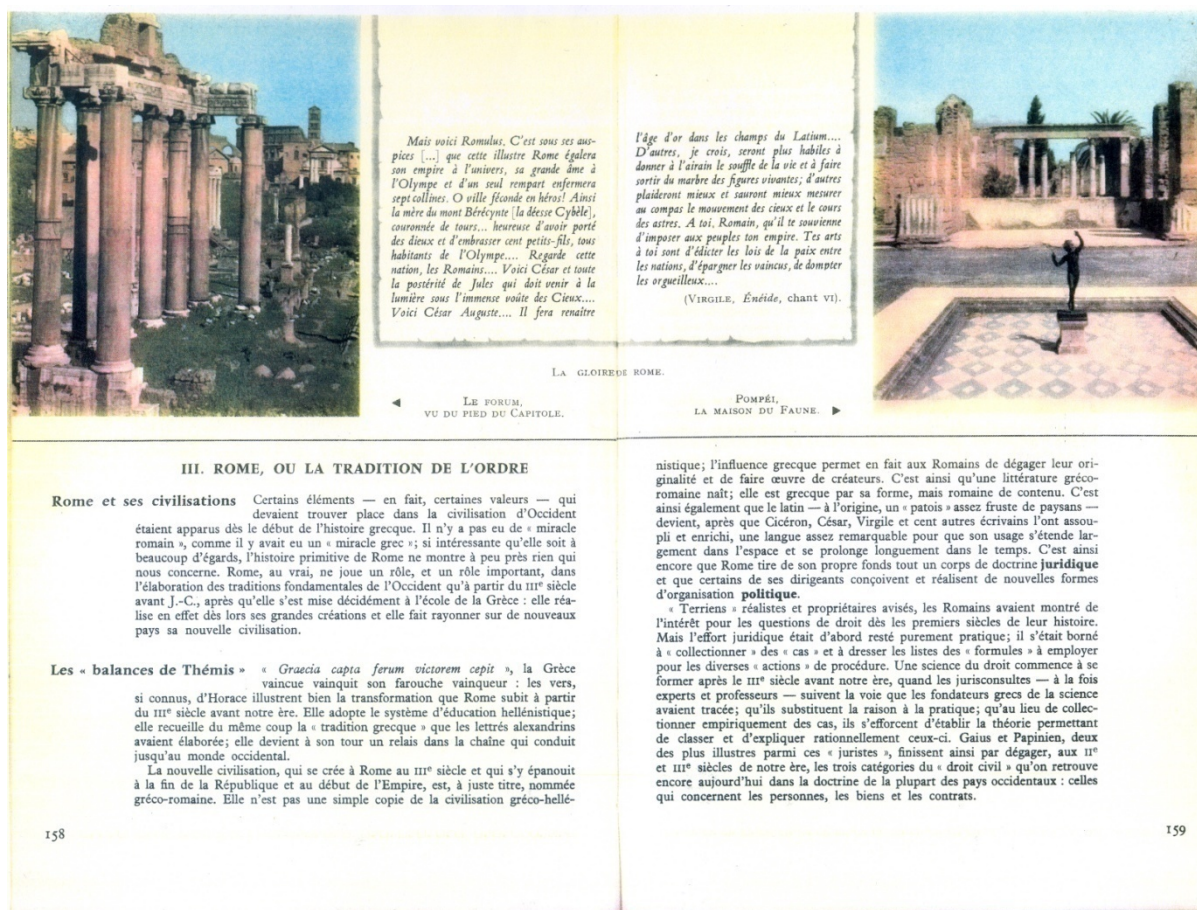 Mais voici Romulus. C'est sous ses aus-
pices [...] que cette illustre Rome égalera
son empire à l'univers, sa grande âme à
l'Olympe et d'un seul rempart enfermera
sept collines. O ville féconde en héros! Ainsi
la mère du mont Bérécynte [la déesse Cybèle],
couronnée de tours... heureuse d'avoir porté
des dieux et d'embrasser cent petits-fils, tous
habitants de l'Olympe.... Regarde cette
nation, les Romains.... Voici César et toute
la postérité de Jules qui doit venir à la
lumière sous l'immense voûte des Cieux....
Voici César Auguste.... Il fera renaître
l'âge d'or dans les champs du Latium....
D'autres, je crois, seront plus habiles à
donner à l'airain le souffle de la vie et à faire
sortir du marbre des figures vivantes; d'autres
plaideront mieux et sauront mieux mesurer
au compas le mouvement des cieux et le cours
des astres. A toi, Romain, qu'il te souvienne
d'imposer aux peuples ton empire. Tes arts
à toi sont d'édicter les lois de la paix entre
les nations, d'épargner les vaincus, de dompter
les orgueilleux....
(VIRGILE, Énéide, chant VI).
LA GLOIRE DE ROME.
◄ LE FORUM,
VU DU PIED DU CAPITOLE.
POMPÉI,
LA MAISON DU FAUNE. ►
III. ROME, OU LA TRADITION DE L'ORDRE
Rome et ses civilisations Certains éléments — en fait, certaines valeurs — qui
devaient trouver place dans la civilisation d'Occident
étaient apparus dès le début de l'histoire grecque. Il n'y a pas eu de « miracle
romain », comme il y avait eu un « miracle grec »; si intéressante qu'elle soit à
beaucoup d'égards, l'histoire primitive de Rome ne montre à peu près rien qui
nous concerne. Rome, au vrai, ne joue un rôle, et un rôle important, dans
l'élaboration des traditions fondamentales de l'Occident qu'à partir du IIIe siècle
avant J.-C., après qu'elle s'est mise décidément à l'école de la Grèce : elle réa-
lise en effet dès lors ses grandes créations et elle fait rayonner sur de nouveaux
pays sa nouvelle civilisation.
Les « balances de Thémis » « Graecia capta ferum victorem cepit », la Grèce
vaincue vainquit son farouche vainqueur : les vers,
si connus, d'Horace illustrent bien la transformation que Rome subit à partir
du IIIe siècle avant notre ère. Elle adopte le système d'éducation hellénistique;
elle recueille du même coup la « tradition grecque » que les lettrés alexandrins
avaient élaborée; elle devient à son tour un relais dans la chaîne qui conduit
jusqu'au monde occidental.
La nouvelle civilisation, qui se crée à Rome au IIIe siècle et qui s'y épanouit
à la fin de la République et au début de l'Empire, est, à juste titre, nommée
gréco-romaine. Elle n'est pas une simple copie de la civilisation gréco-hellé-
158
nistique; l'influence grecque permet en fait aux Romains de dégager leur ori-
ginalité et de faire œuvre de créateurs. C'est ainsi qu'une littérature gréco-
romaine naît; elle est grecque par sa forme, mais romaine de contenu. C'est
ainsi également que le latin — à l'origine, un « patois » assez fruste de paysans —
devient, après que Cicéron, César, Virgile et cent autres écrivains l'ont assou-
pli et enrichi, une langue assez remarquable pour que son usage s'étende lar-
gement dans l'espace et se prolonge longuement dans le temps. C'est ainsi
encore que Rome tire de son propre fonds tout un corps de doctrine juridique
et que certains de ses dirigeants conçoivent et réalisent de nouvelles formes
d'organisation politique.
« Terriens » réalistes et propriétaires avisés, les Romains avaient montré de
l'intérêt pour les questions de droit dès les premiers siècles de leur histoire.
Mais l'effort juridique était d'abord resté purement pratique; il s'était borné
à « collectionner » des « cas » et à dresser les listes des « formules » à employer
pour les diverses « actions » de procédure. Une science du droit commence à se
former après le IIIe siècle avant notre ère, quand les jurisconsultes — à la fois
experts et professeurs — suivent la voie que les fondateurs grecs de la science
avaient tracée; qu'ils substituent la raison à la pratique; qu'au lieu de collec-
tionner empiriquement des cas, ils s'efforcent d'établir la théorie permettant
de classer et d'expliquer rationnellement ceux-ci. Gaius et Papinien, deux
des plus illustres parmi ces « juristes », finissent ainsi par dégager, aux IIe
et IIIe siècles de notre ère, les trois catégories du « droit civil » qu'on retrouve
encore aujourd'hui dans la doctrine de la plupart des pays occidentaux : celles
qui concernent les personnes, les biens et les contrats.
159